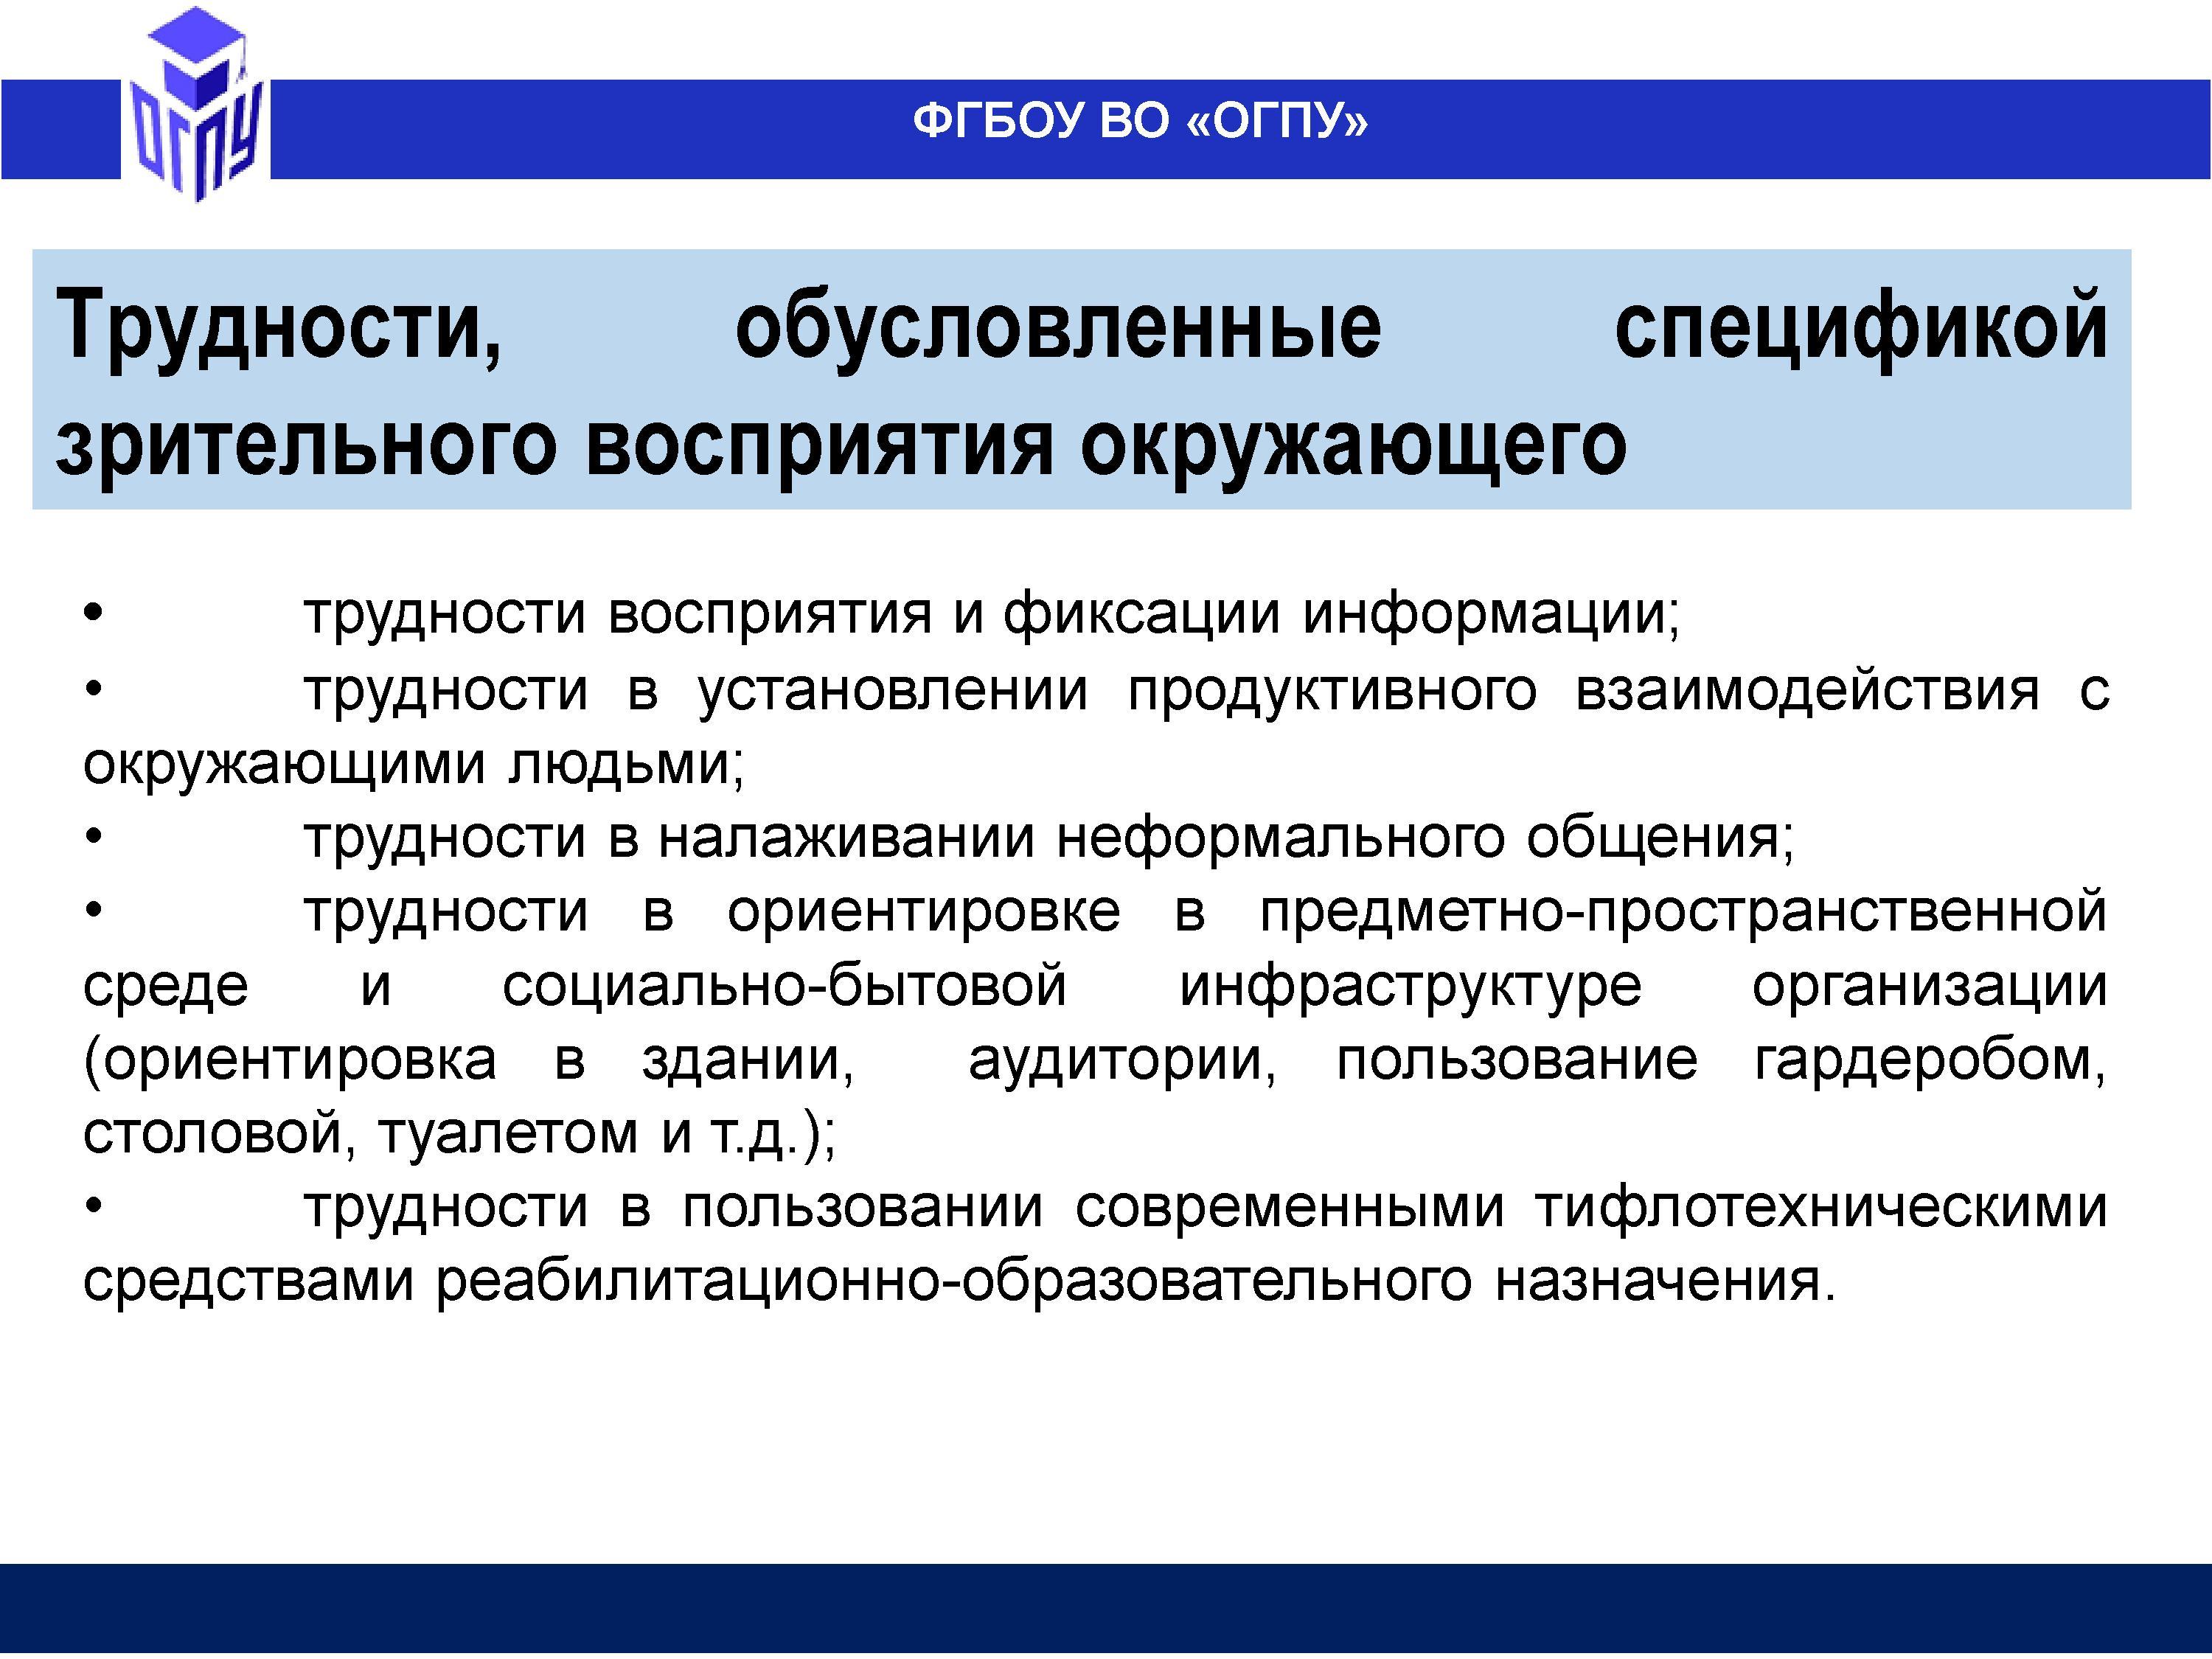 ОГПУ
ФГБОУ ВО «ОГПУ»
Трудности, обусловленные спецификой
зрительного восприятия окружающего
• трудности восприятия и фиксации информации;
• трудности в установлении продуктивного взаимодействия с
окружающими людьми;
• трудности в налаживании неформального общения;
• трудности в ориентировке в предметно-пространственной
среде и социально-бытовой инфраструктуре организации
(ориентировка в здании, аудитории, пользование гардеробом,
столовой, туалетом и т.д.);
• трудности в пользовании современными тифлотехническими
средствами реабилитационно-образовательного назначения.